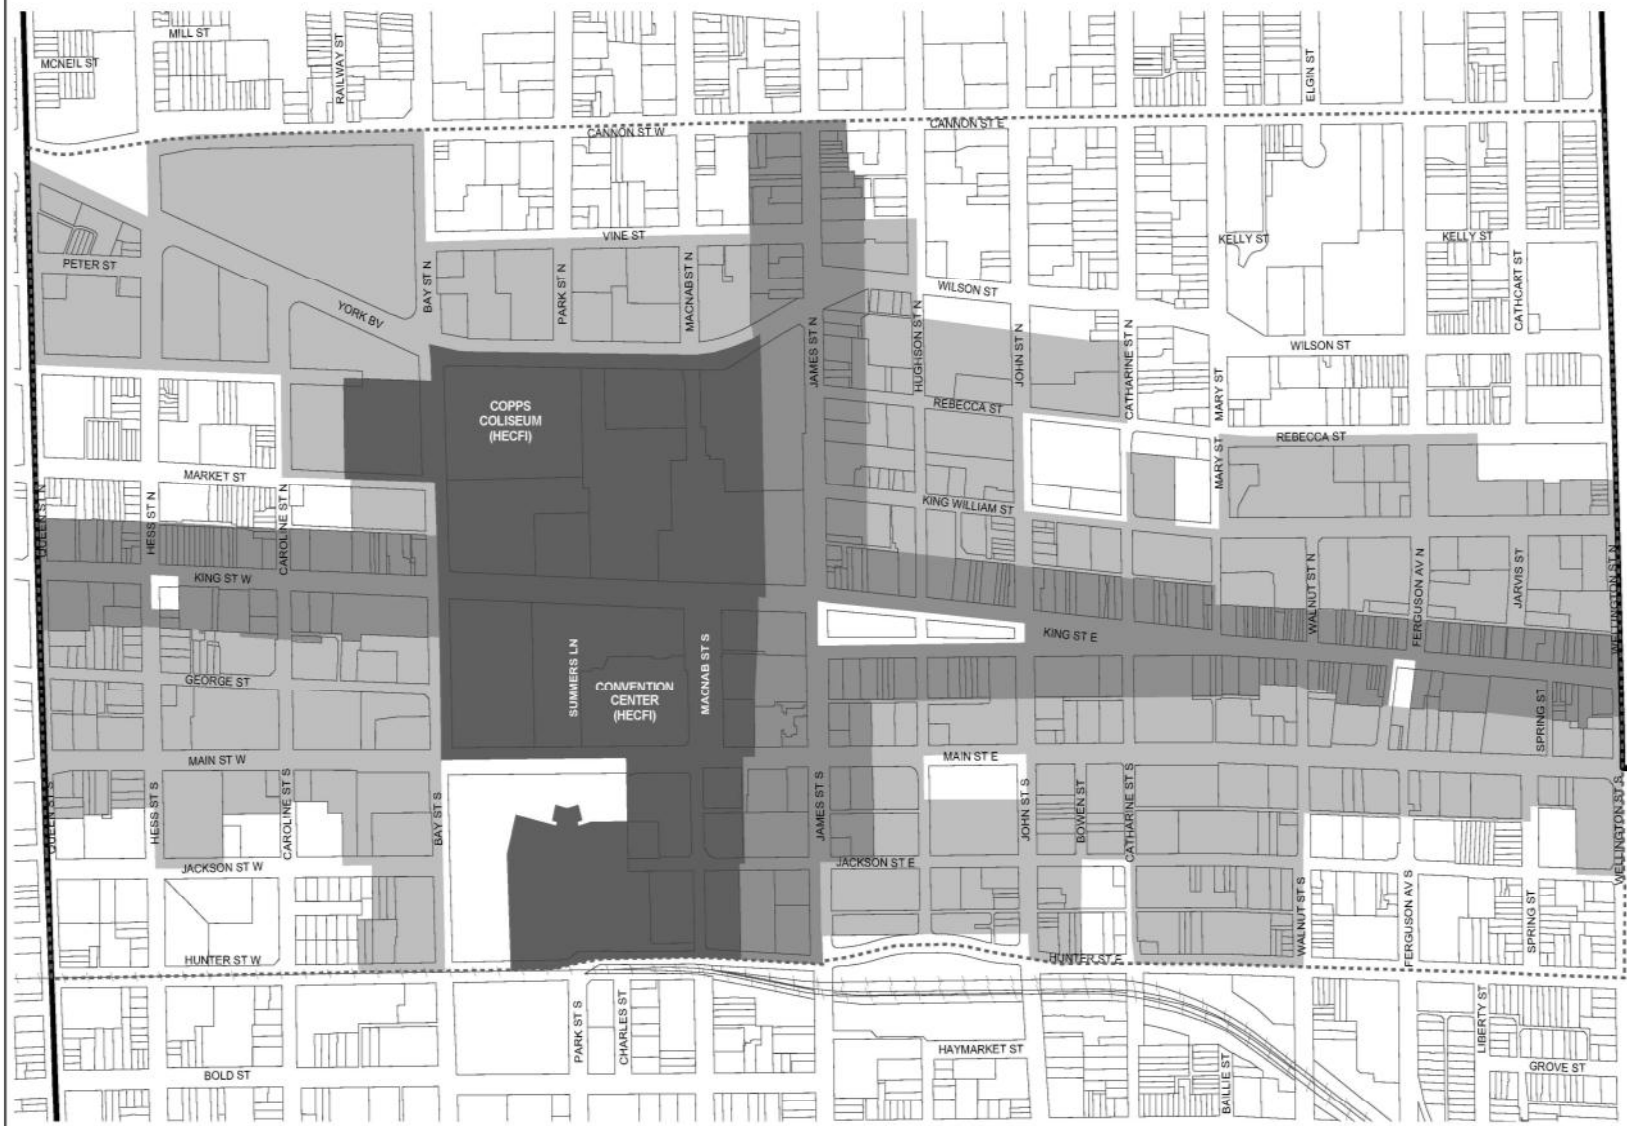 MILL ST
MCNEIL ST
RAILWAY ST
ELGIN ST
CANNON ST W
CANNON ST E
VINE ST
KELLY ST
KELLY ST
PETER ST
BAY ST N
PARK ST N
MACNAB ST N
WILSON ST
CATHCART ST
YORK BV
JAMES ST N
HUGHSON ST N
JOHN ST N
CATHARINE ST N
WILSON ST
MARY ST
COPPS
COLISEUM
(HECFI)
REBECCA ST
REBECCA ST
MARKET ST
MARY ST
QUEEN ST N
HESS ST N
CAROLINE ST N
KING WILLIAM ST
KING ST W
WALNUT ST N
FERGUSON AV N
JARVIS ST
WELLINGTON ST N
KING ST E
SUMMERS LN
MACNAB ST S
GEORGE ST
CONVENTION
CENTER
(HECFI)
SPRING ST
MAIN ST W
MAIN ST E
QUEEN ST S
HESS ST S
CAROLINE ST S
BAY ST S
JAMES ST S
JOHN ST S
BOWEN ST
CATHARINE ST S
WELLINGTON ST S
JACKSON ST W
JACKSON ST E
WALNUT ST S
FERGUSON AV S
SPRING ST
HUNTER ST W
HUNTER ST E
PARK ST S
CHARLES ST
LIBERTY ST
HAYMARKET ST
BAILLIE ST
BOLD ST
GROVE ST